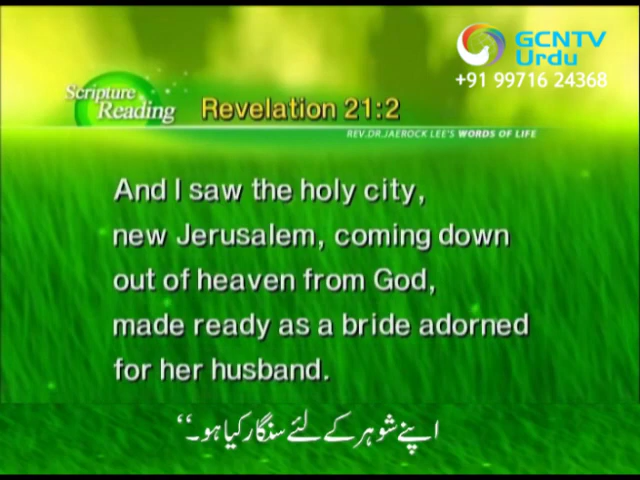 GCNTV
Urdu
+91 99716 24368
Scripture
Reading
Revelation 21:2
REV.DR.JAEROCK LEE'S WORDS OF LIFE
And I saw the holy city,
new Jerusalem, coming down
out of heaven from God,
made ready as a bride adorned
for her husband.
اپنے شوہر کے لئے سنگار کیا ہو۔‘‘